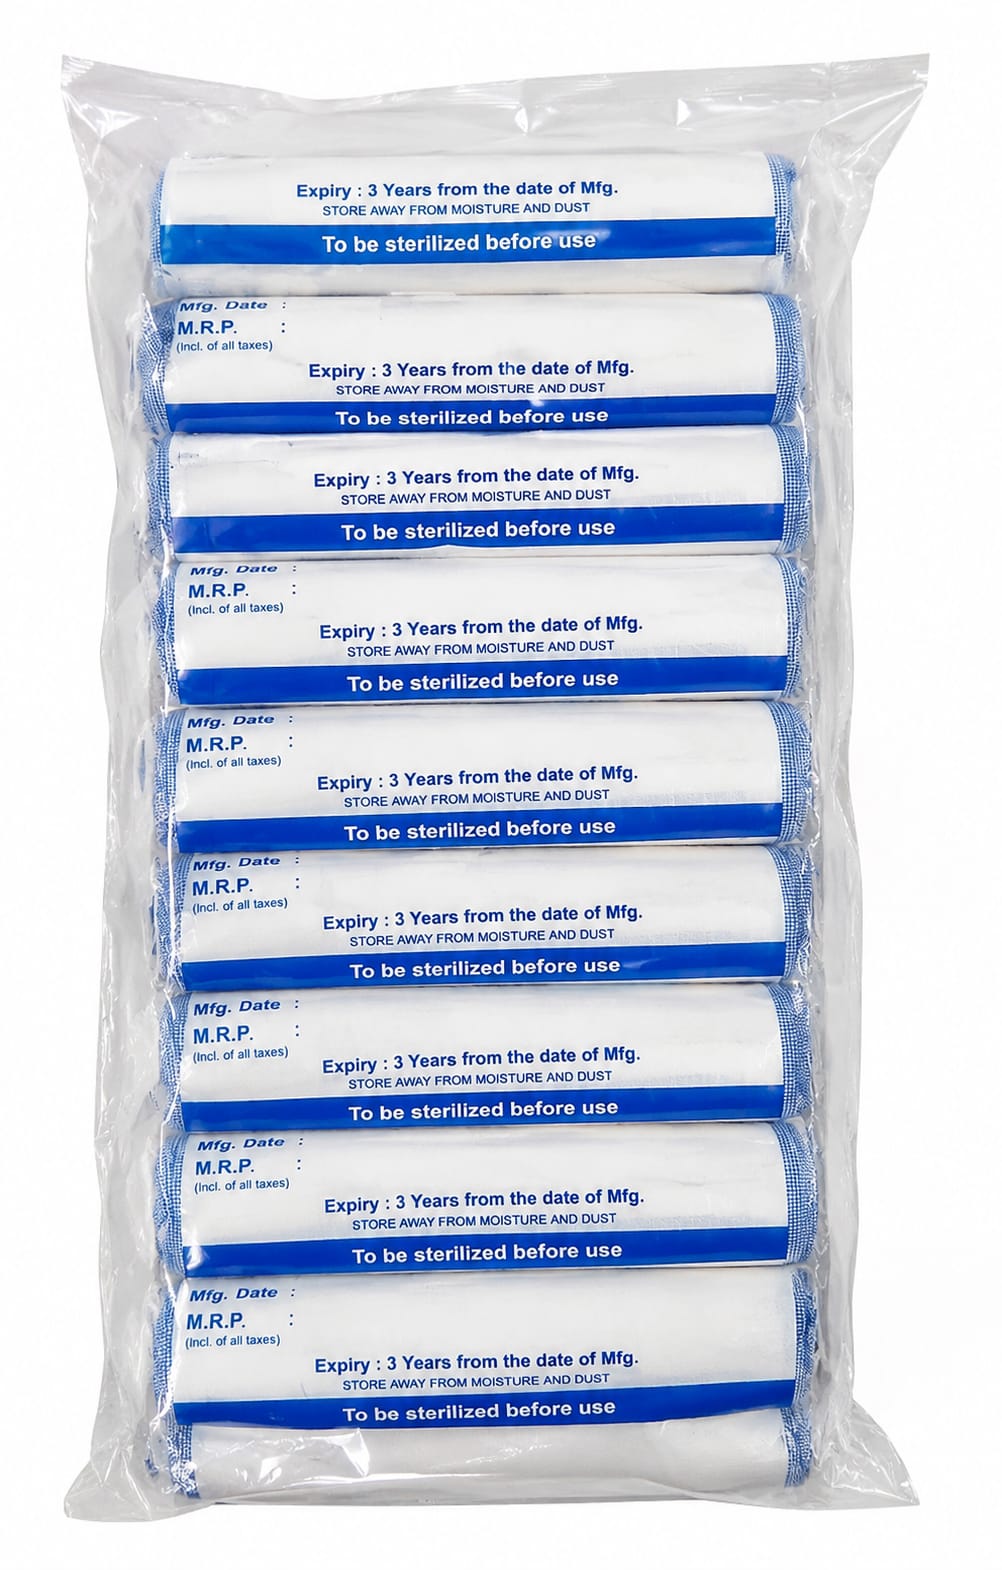 Expiry : 3 Years from the date of Mfg.
STORE AWAY FROM MOISTURE AND DUST
To be sterilized before use
Mfg. Date :
M.R.P. :
(Incl. of all taxes)
Expiry : 3 Years from the date of Mfg.
STORE AWAY FROM MOISTURE AND DUST
To be sterilized before use
Expiry : 3 Years from the date of Mfg.
STORE AWAY FROM MOISTURE AND DUST
To be sterilized before use
Mfg. Date :
M.R.P. :
(Incl. of all taxes)
Expiry : 3 Years from the date of Mfg.
STORE AWAY FROM MOISTURE AND DUST
To be sterilized before use
Mfg. Date :
M.R.P. :
(Incl. of all taxes)
Expiry : 3 Years from the date of Mfg.
STORE AWAY FROM MOISTURE AND DUST
To be sterilized before use
Mfg. Date :
M.R.P. :
(Incl. of all taxes)
Expiry : 3 Years from the date of Mfg.
STORE AWAY FROM MOISTURE AND DUST
To be sterilized before use
Mfg. Date :
M.R.P. :
(Incl. of all taxes)
Expiry : 3 Years from the date of Mfg.
STORE AWAY FROM MOISTURE AND DUST
To be sterilized before use
Mfg. Date :
M.R.P. :
(Incl. of all taxes)
Expiry : 3 Years from the date of Mfg.
STORE AWAY FROM MOISTURE AND DUST
To be sterilized before use
Mfg. Date :
M.R.P. :
(Incl. of all taxes)
Expiry : 3 Years from the date of Mfg.
STORE AWAY FROM MOISTURE AND DUST
To be sterilized before use